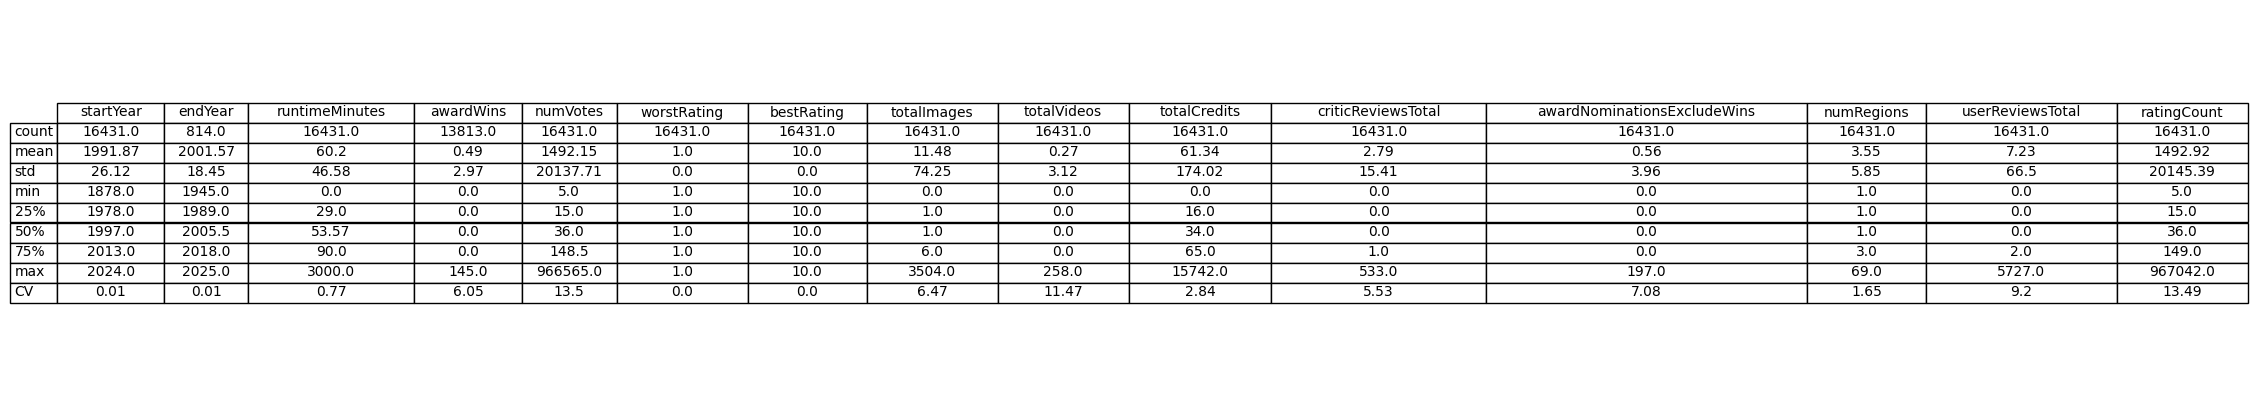 startYear endYear runtimeMinutes awardWins numVotes worstRating bestRating totalImages totalVideos totalCredits criticReviewsTotal awardNominationsExcludeWins numRegions userReviewsTotal ratingCount
count 16431.0 814.0 16431.0 13813.0 16431.0 16431.0 16431.0 16431.0 16431.0 16431.0 16431.0 16431.0 16431.0 16431.0 16431.0
mean 1991.87 2001.57 60.2 0.49 1492.15 1.0 10.0 11.48 0.27 61.34 2.79 0.56 3.55 7.23 1492.92
std 26.12 18.45 46.58 2.97 20137.71 0.0 0.0 74.25 3.12 174.02 15.41 3.96 5.85 66.5 20145.39
min 1878.0 1945.0 0.0 0.0 5.0 1.0 10.0 0.0 0.0 0.0 0.0 0.0 1.0 0.0 5.0
25% 1978.0 1989.0 29.0 0.0 15.0 1.0 10.0 1.0 0.0 16.0 0.0 0.0 1.0 0.0 15.0
50% 1997.0 2005.5 53.57 0.0 36.0 1.0 10.0 1.0 0.0 34.0 0.0 0.0 1.0 0.0 36.0
75% 2013.0 2018.0 90.0 0.0 148.5 1.0 10.0 6.0 0.0 65.0 1.0 0.0 3.0 2.0 149.0
max 2024.0 2025.0 3000.0 145.0 966565.0 1.0 10.0 3504.0 258.0 15742.0 533.0 197.0 69.0 5727.0 967042.0
CV 0.01 0.01 0.77 6.05 13.5 0.0 0.0 6.47 11.47 2.84 5.53 7.08 1.65 9.2 13.49